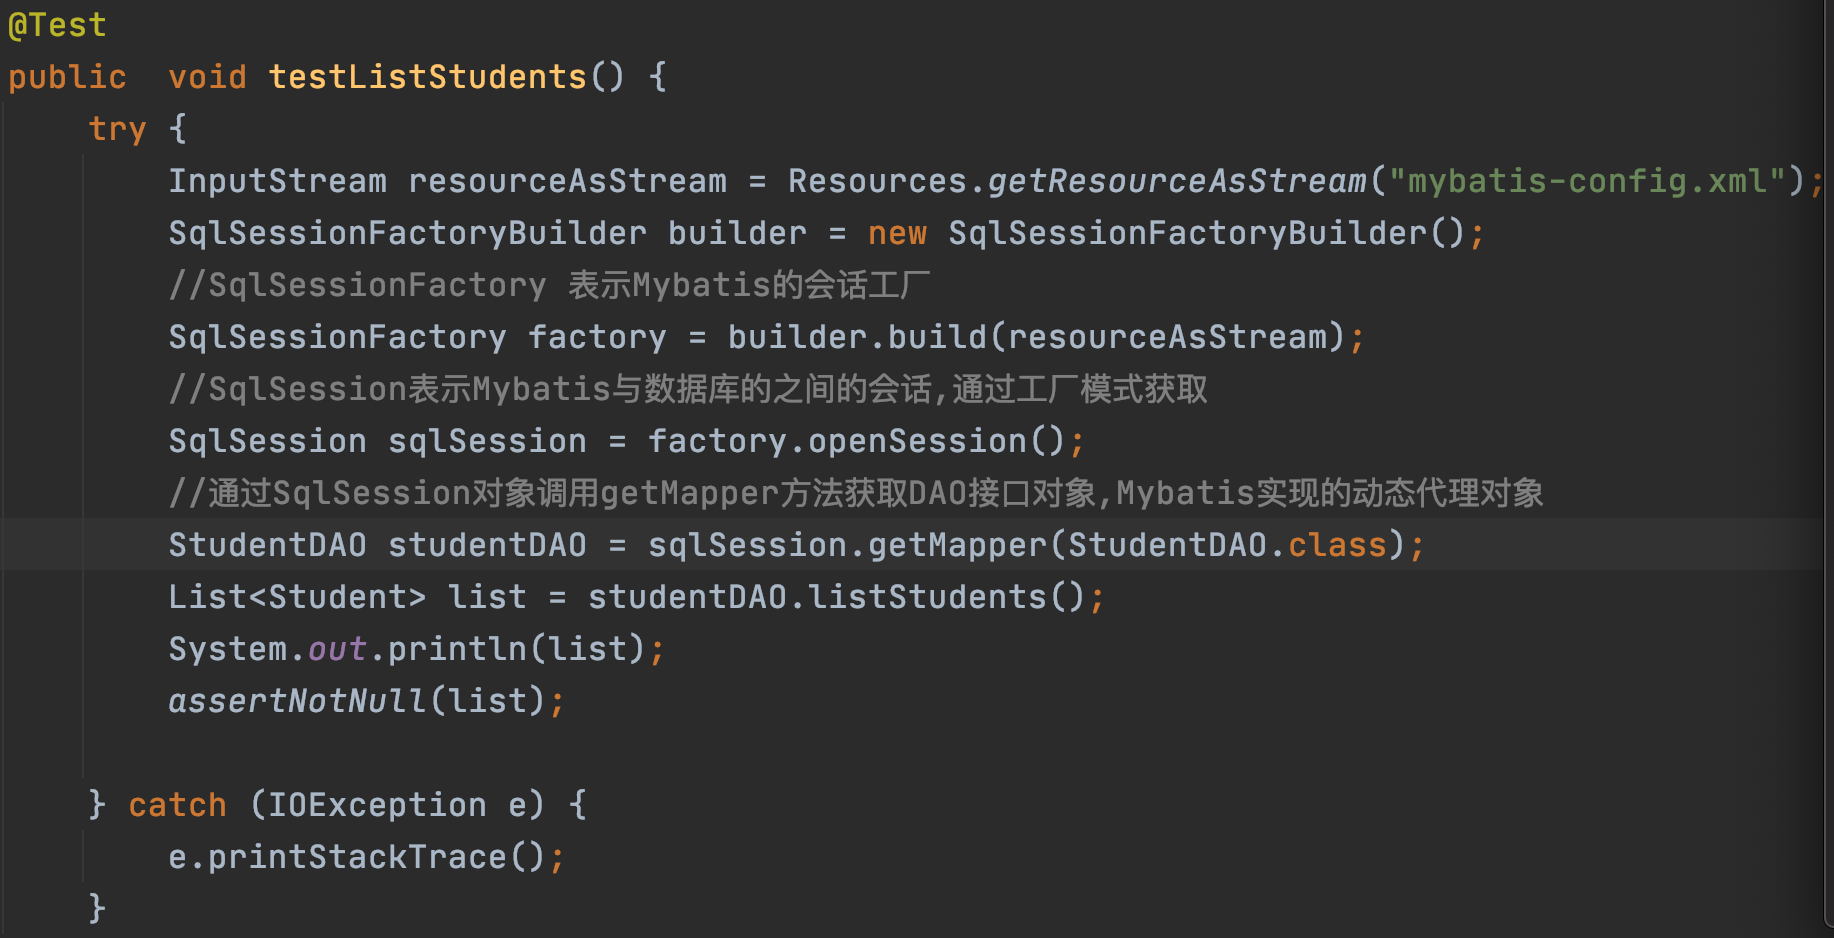 @Test
public  void testListStudents() {
    try {
        InputStream resourceAsStream = Resources.getResourceAsStream("mybatis-config.xml");
        SqlSessionFactoryBuilder builder = new SqlSessionFactoryBuilder();
        //SqlSessionFactory 表示Mybatis的会话工厂
        SqlSessionFactory factory = builder.build(resourceAsStream);
        //SqlSession表示Mybatis与数据库的之间的会话,通过工厂模式获取
        SqlSession sqlSession = factory.openSession();
        //通过SqlSession对象调用getMapper方法获取DAO接口对象,Mybatis实现的动态代理对象
        StudentDAO studentDAO = sqlSession.getMapper(StudentDAO.class);
        List<Student> list = studentDAO.listStudents();
        System.out.println(list);
        assertNotNull(list);
    } catch (IOException e) {
        e.printStackTrace();
    }